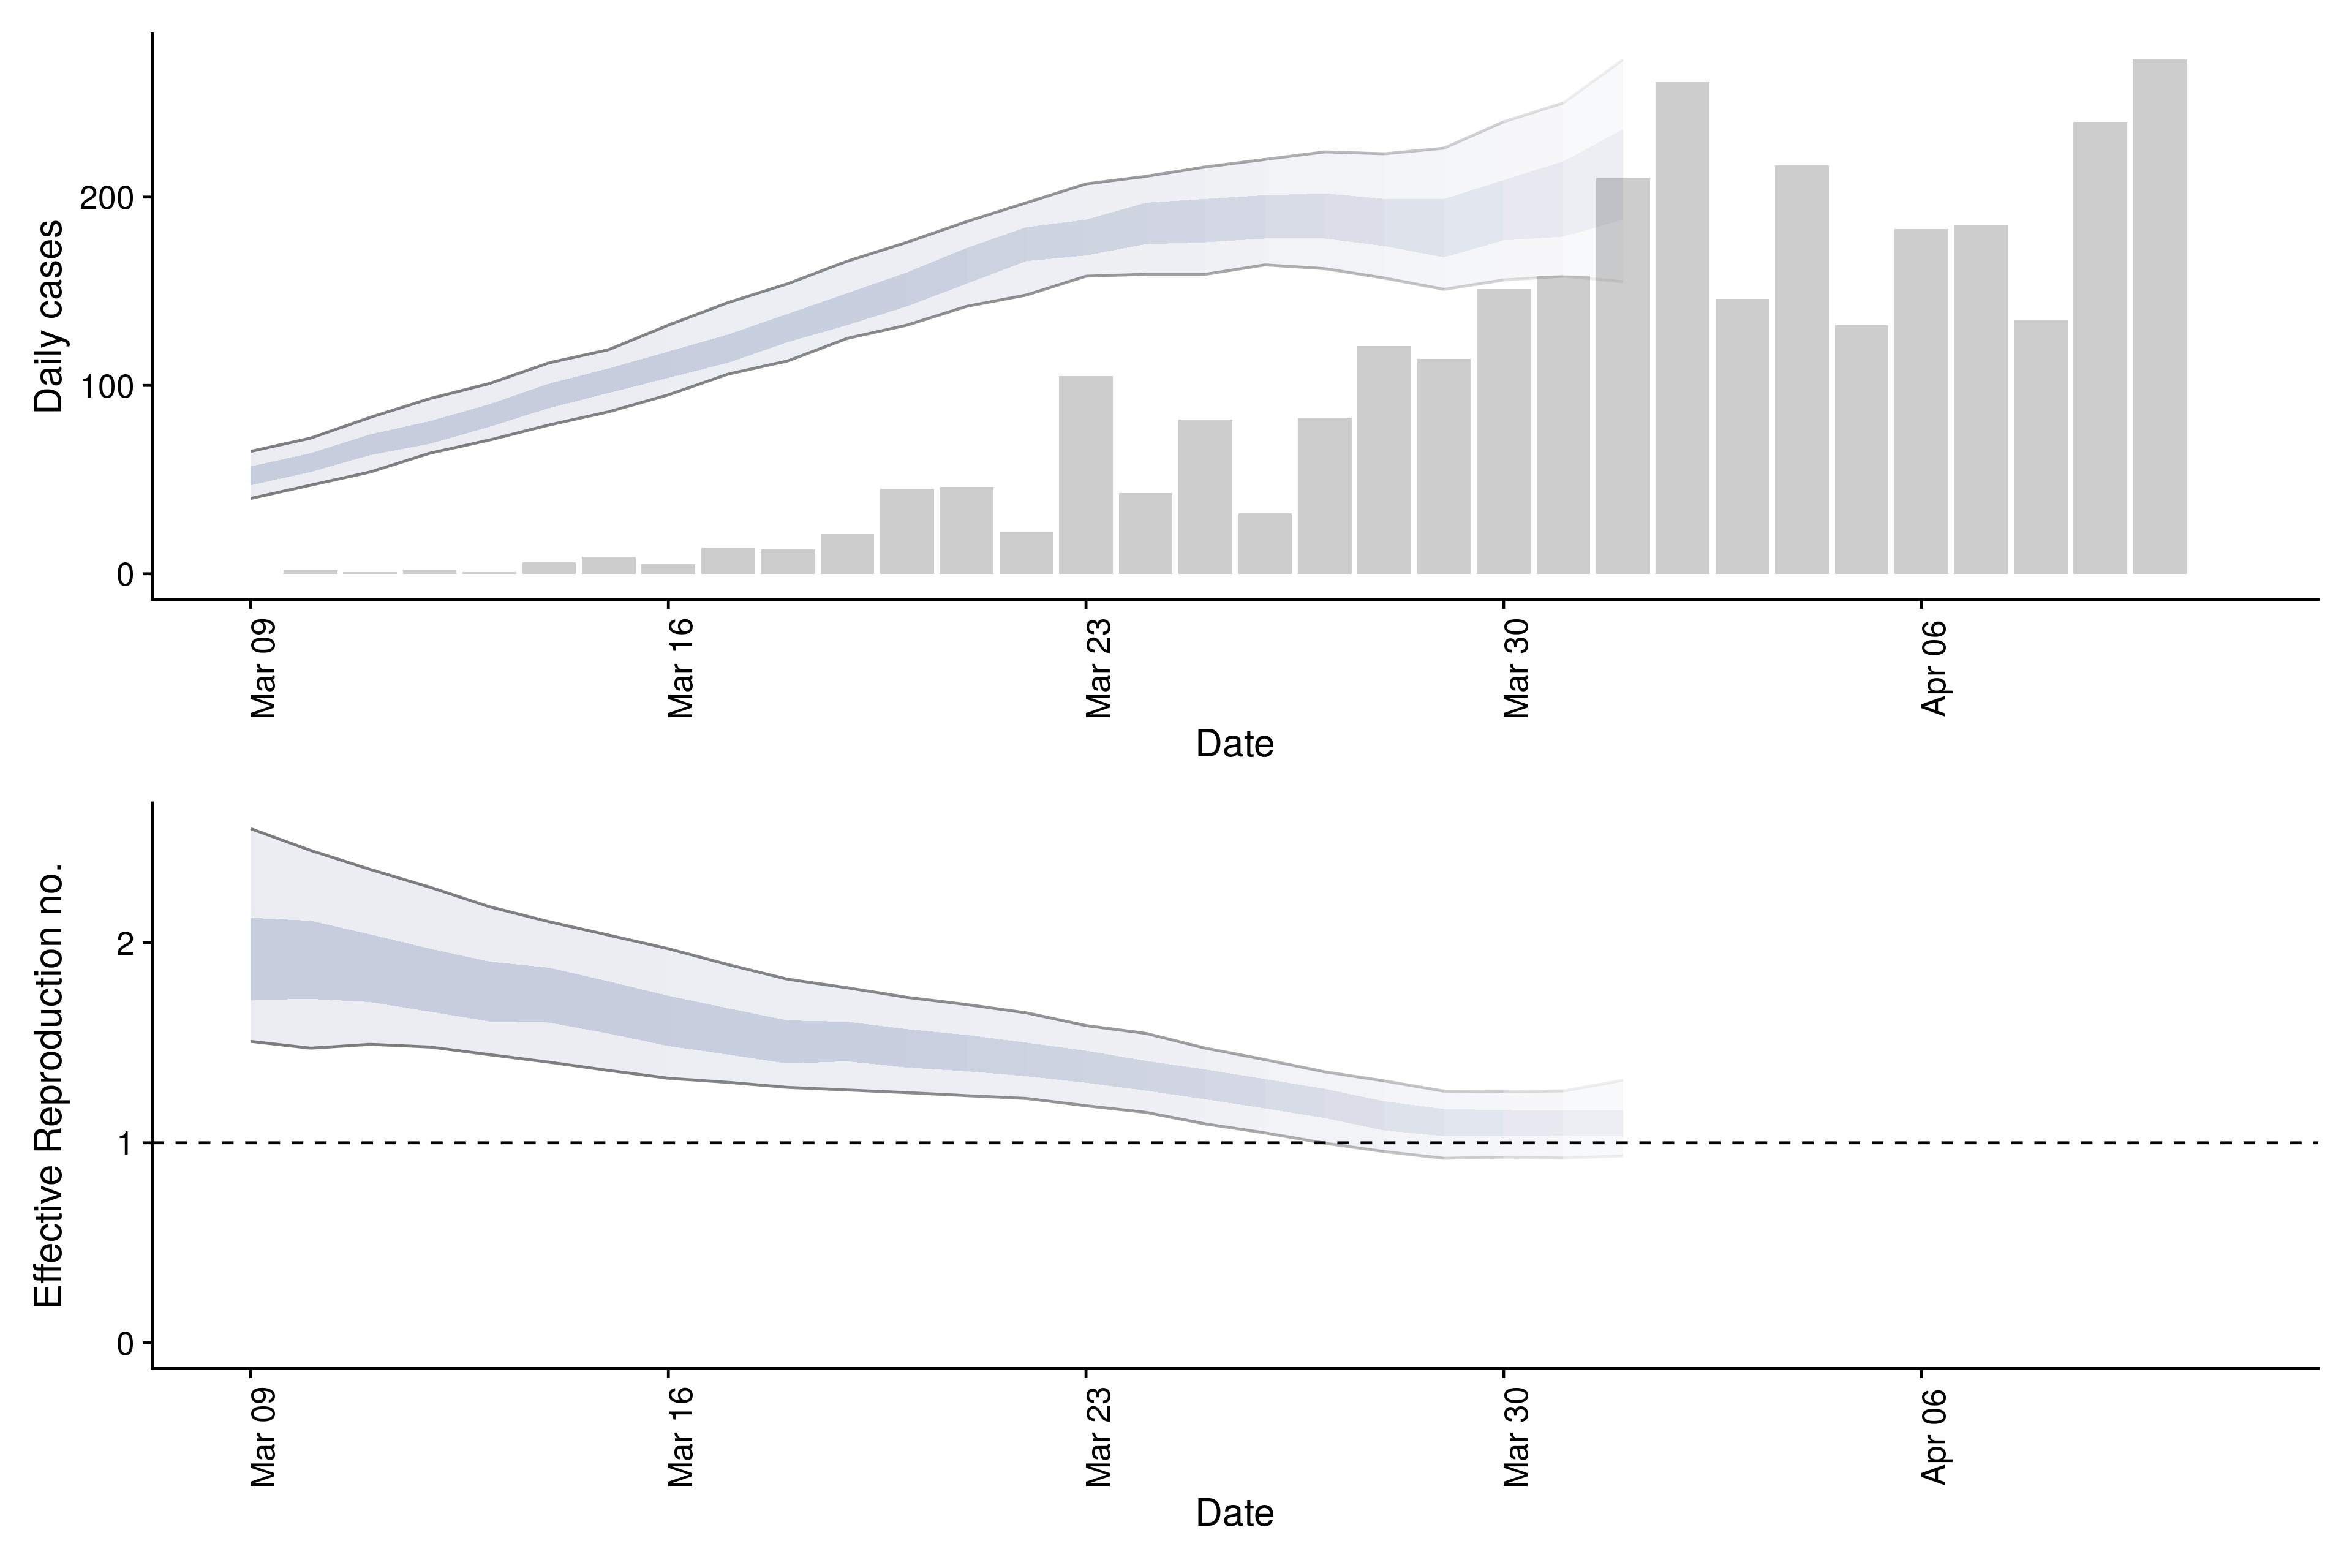 Daily cases
200
100
0
Mar 09
Mar 16
Mar 23
Mar 30
Apr 06
Date
Effective Reproduction no.
2
1
0
Mar 09
Mar 16
Mar 23
Mar 30
Apr 06
Date